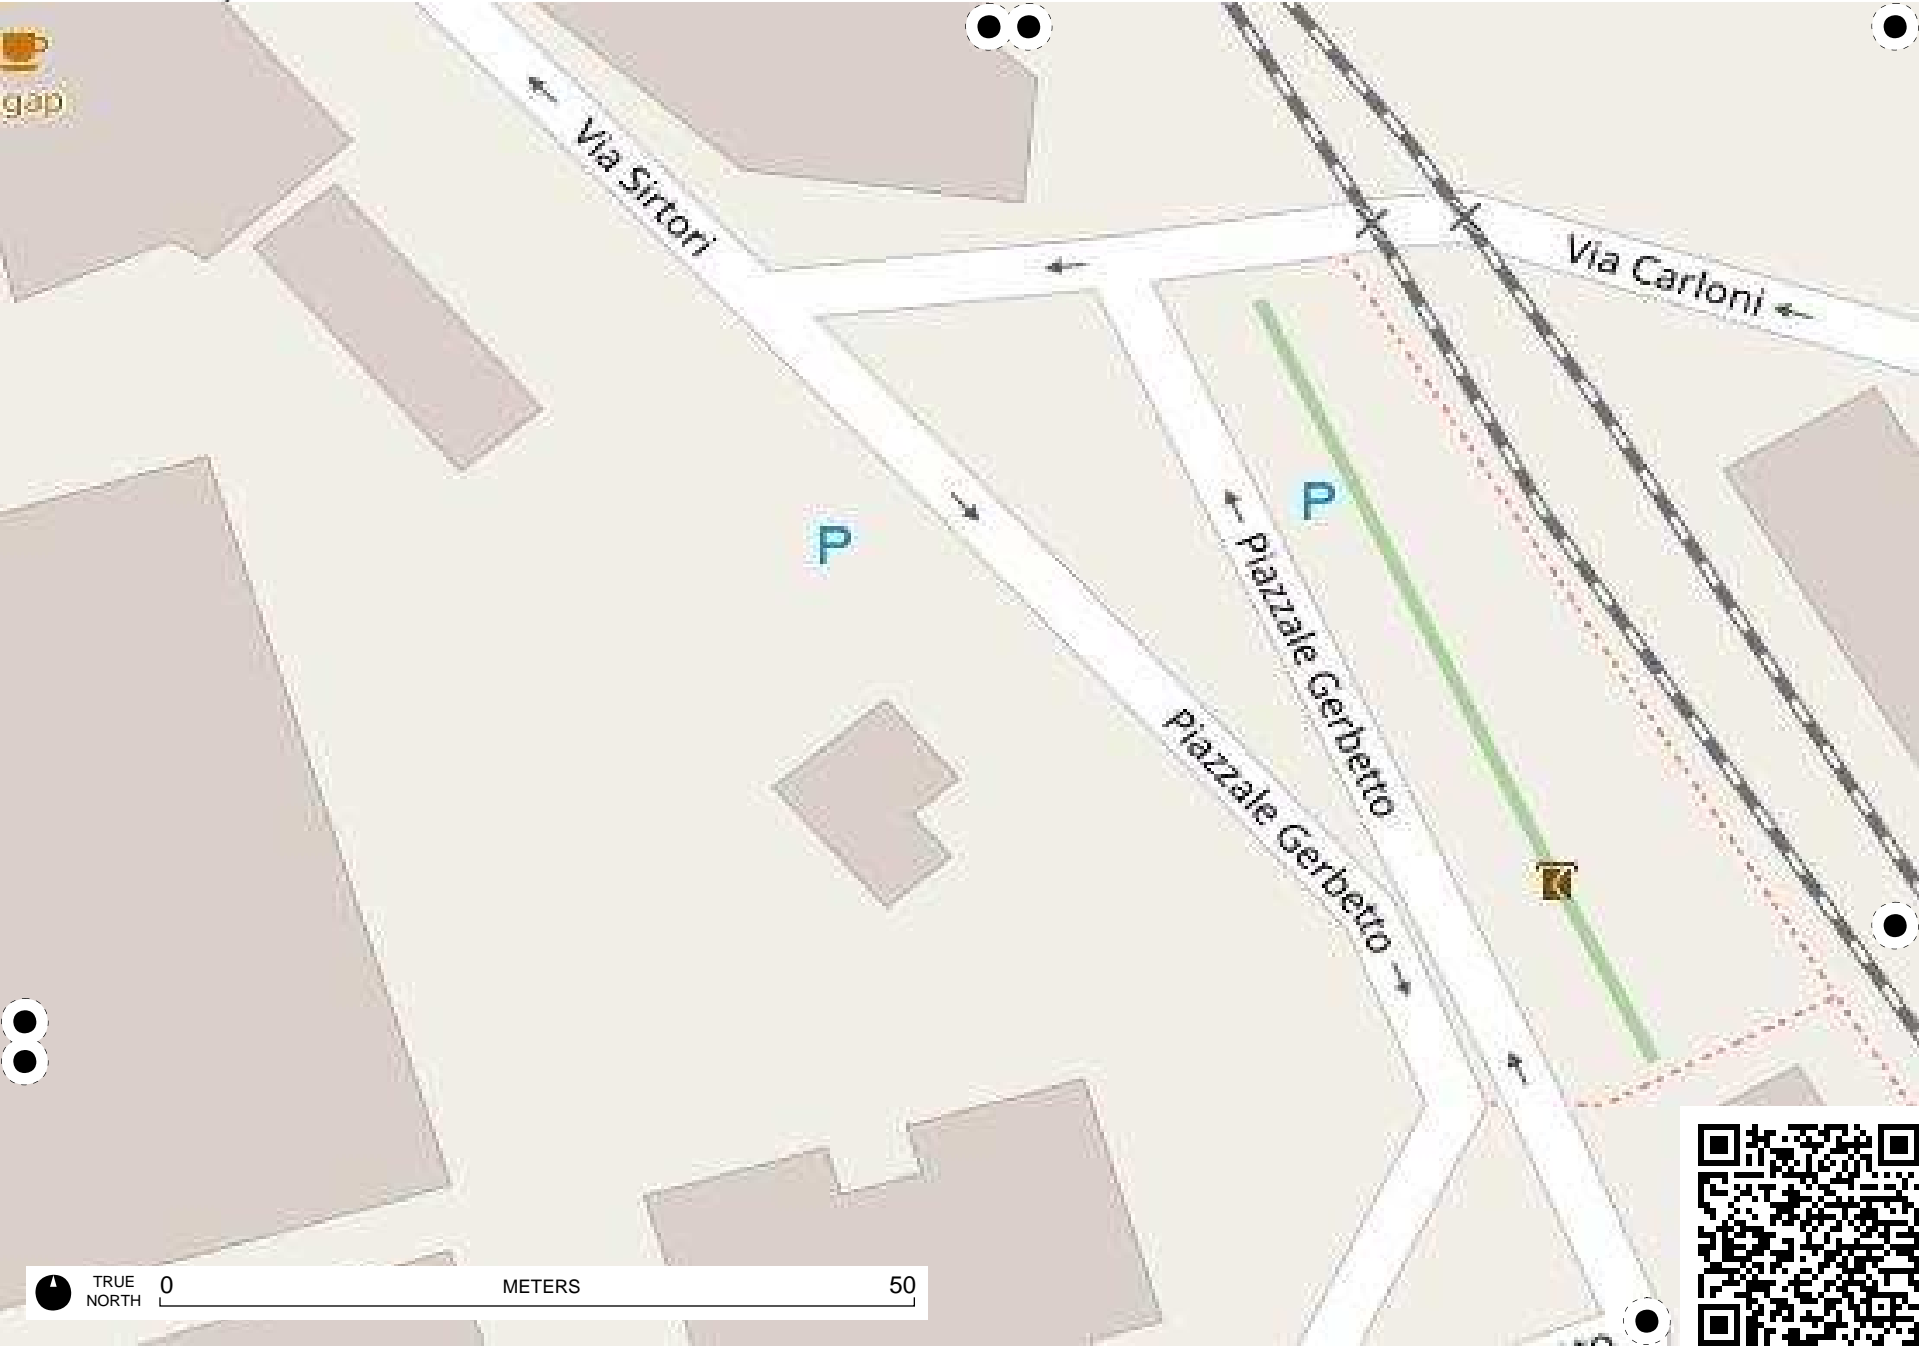 gap
Via Sirtori
Via Carloni
P
P
Piazzale Gerbetto
Piazzale Gerbetto
TRUE NORTH
0 METERS 50